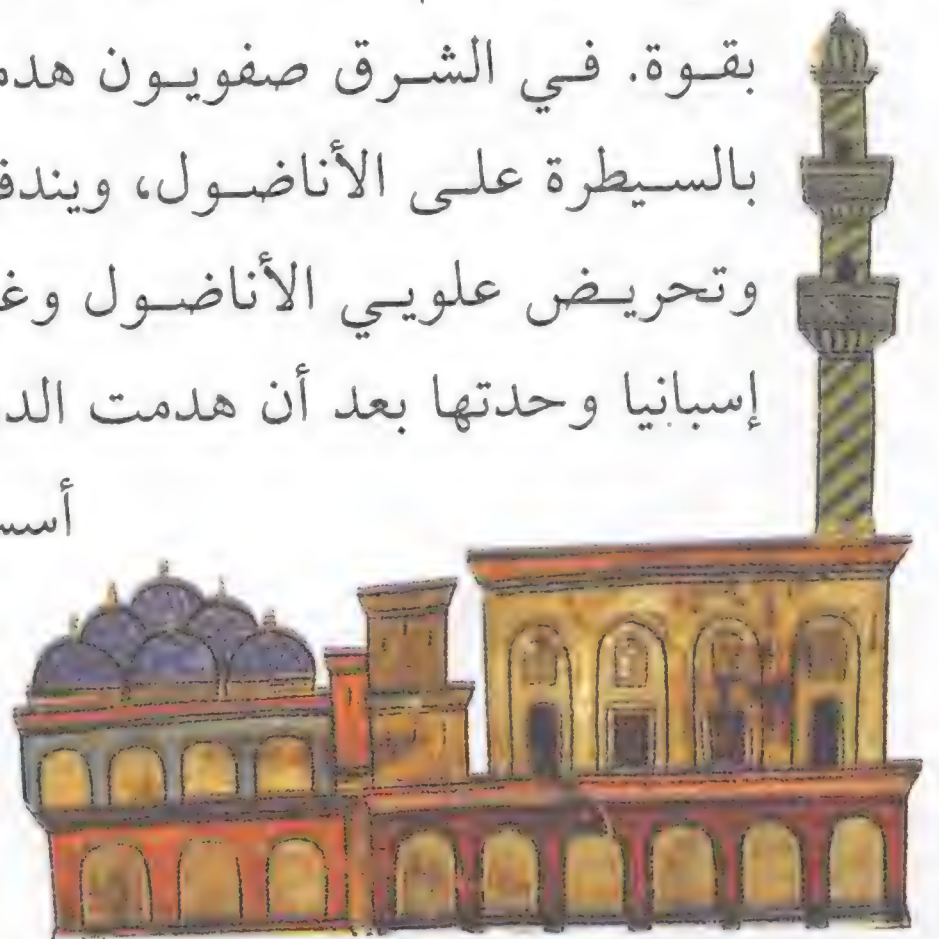 بقوة. في الشرق صفويون هدم
بالسيطرة على الأناضول، ويندف
وتحريض علويي الأناضول وغ
إسبانيا وحدتها بعد أن هدمت الد
أسس